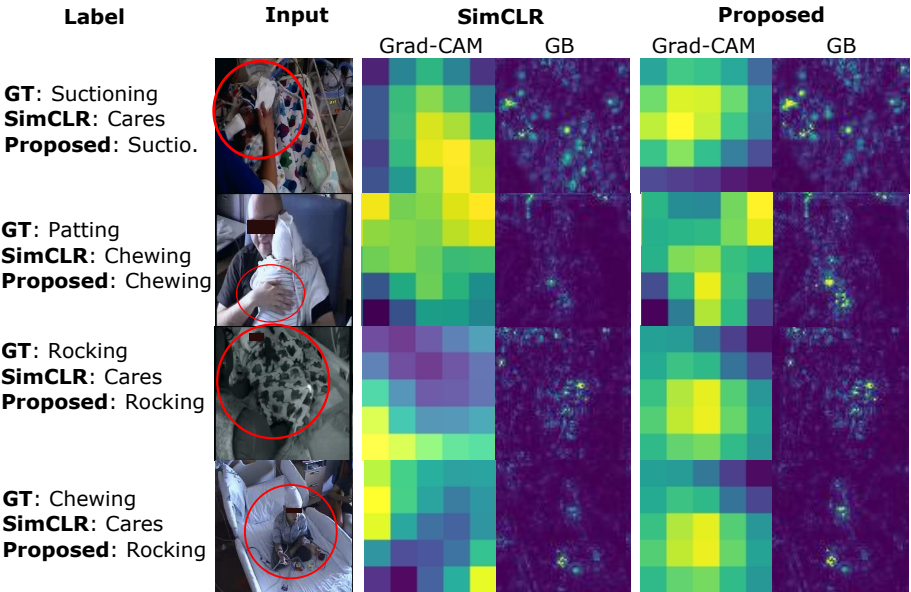 Label Input SimCLR Proposed
Grad-CAM GB Grad-CAM GB
GT: Suctioning
SimCLR: Cares
Proposed: Suctio.
GT: Patting
SimCLR: Chewing
Proposed: Chewing
GT: Rocking
SimCLR: Cares
Proposed: Rocking
GT: Chewing
SimCLR: Cares
Proposed: Rocking